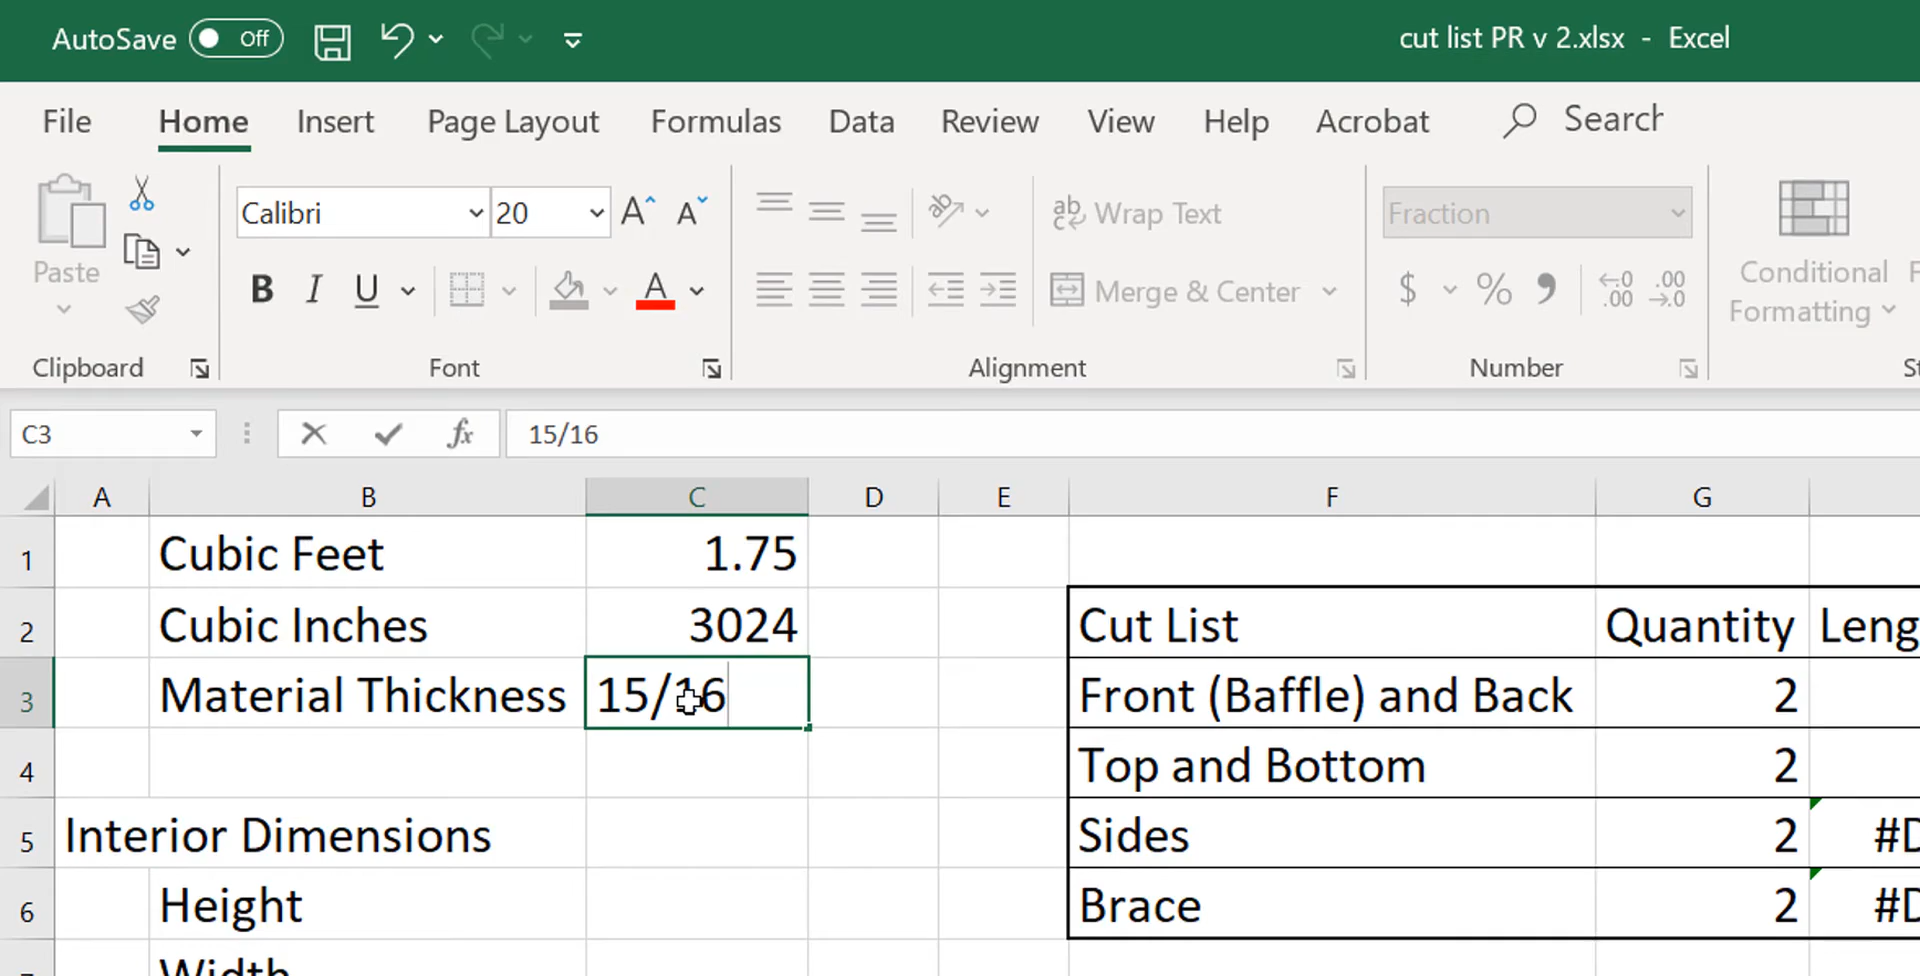 AutoSave Off cut list PR v 2.xlsx - Excel
File Home Insert Page Layout Formulas Data Review View Help Acrobat Search
Calibri 20 A A ab Wrap Text Fraction
Paste B I U A Merge & Center $ % , Conditional
Formatting
Clipboard Font Alignment Number
C3 fx 15/16
A B C D E F G
1 Cubic Feet 1.75
2 Cubic Inches 3024 Cut List Quantity Leng
3 Material Thickness 15/16 Front (Baffle) and Back 2
4 Top and Bottom 2
5 Interior Dimensions Sides 2 #D
6 Height Brace 2 #D
Width